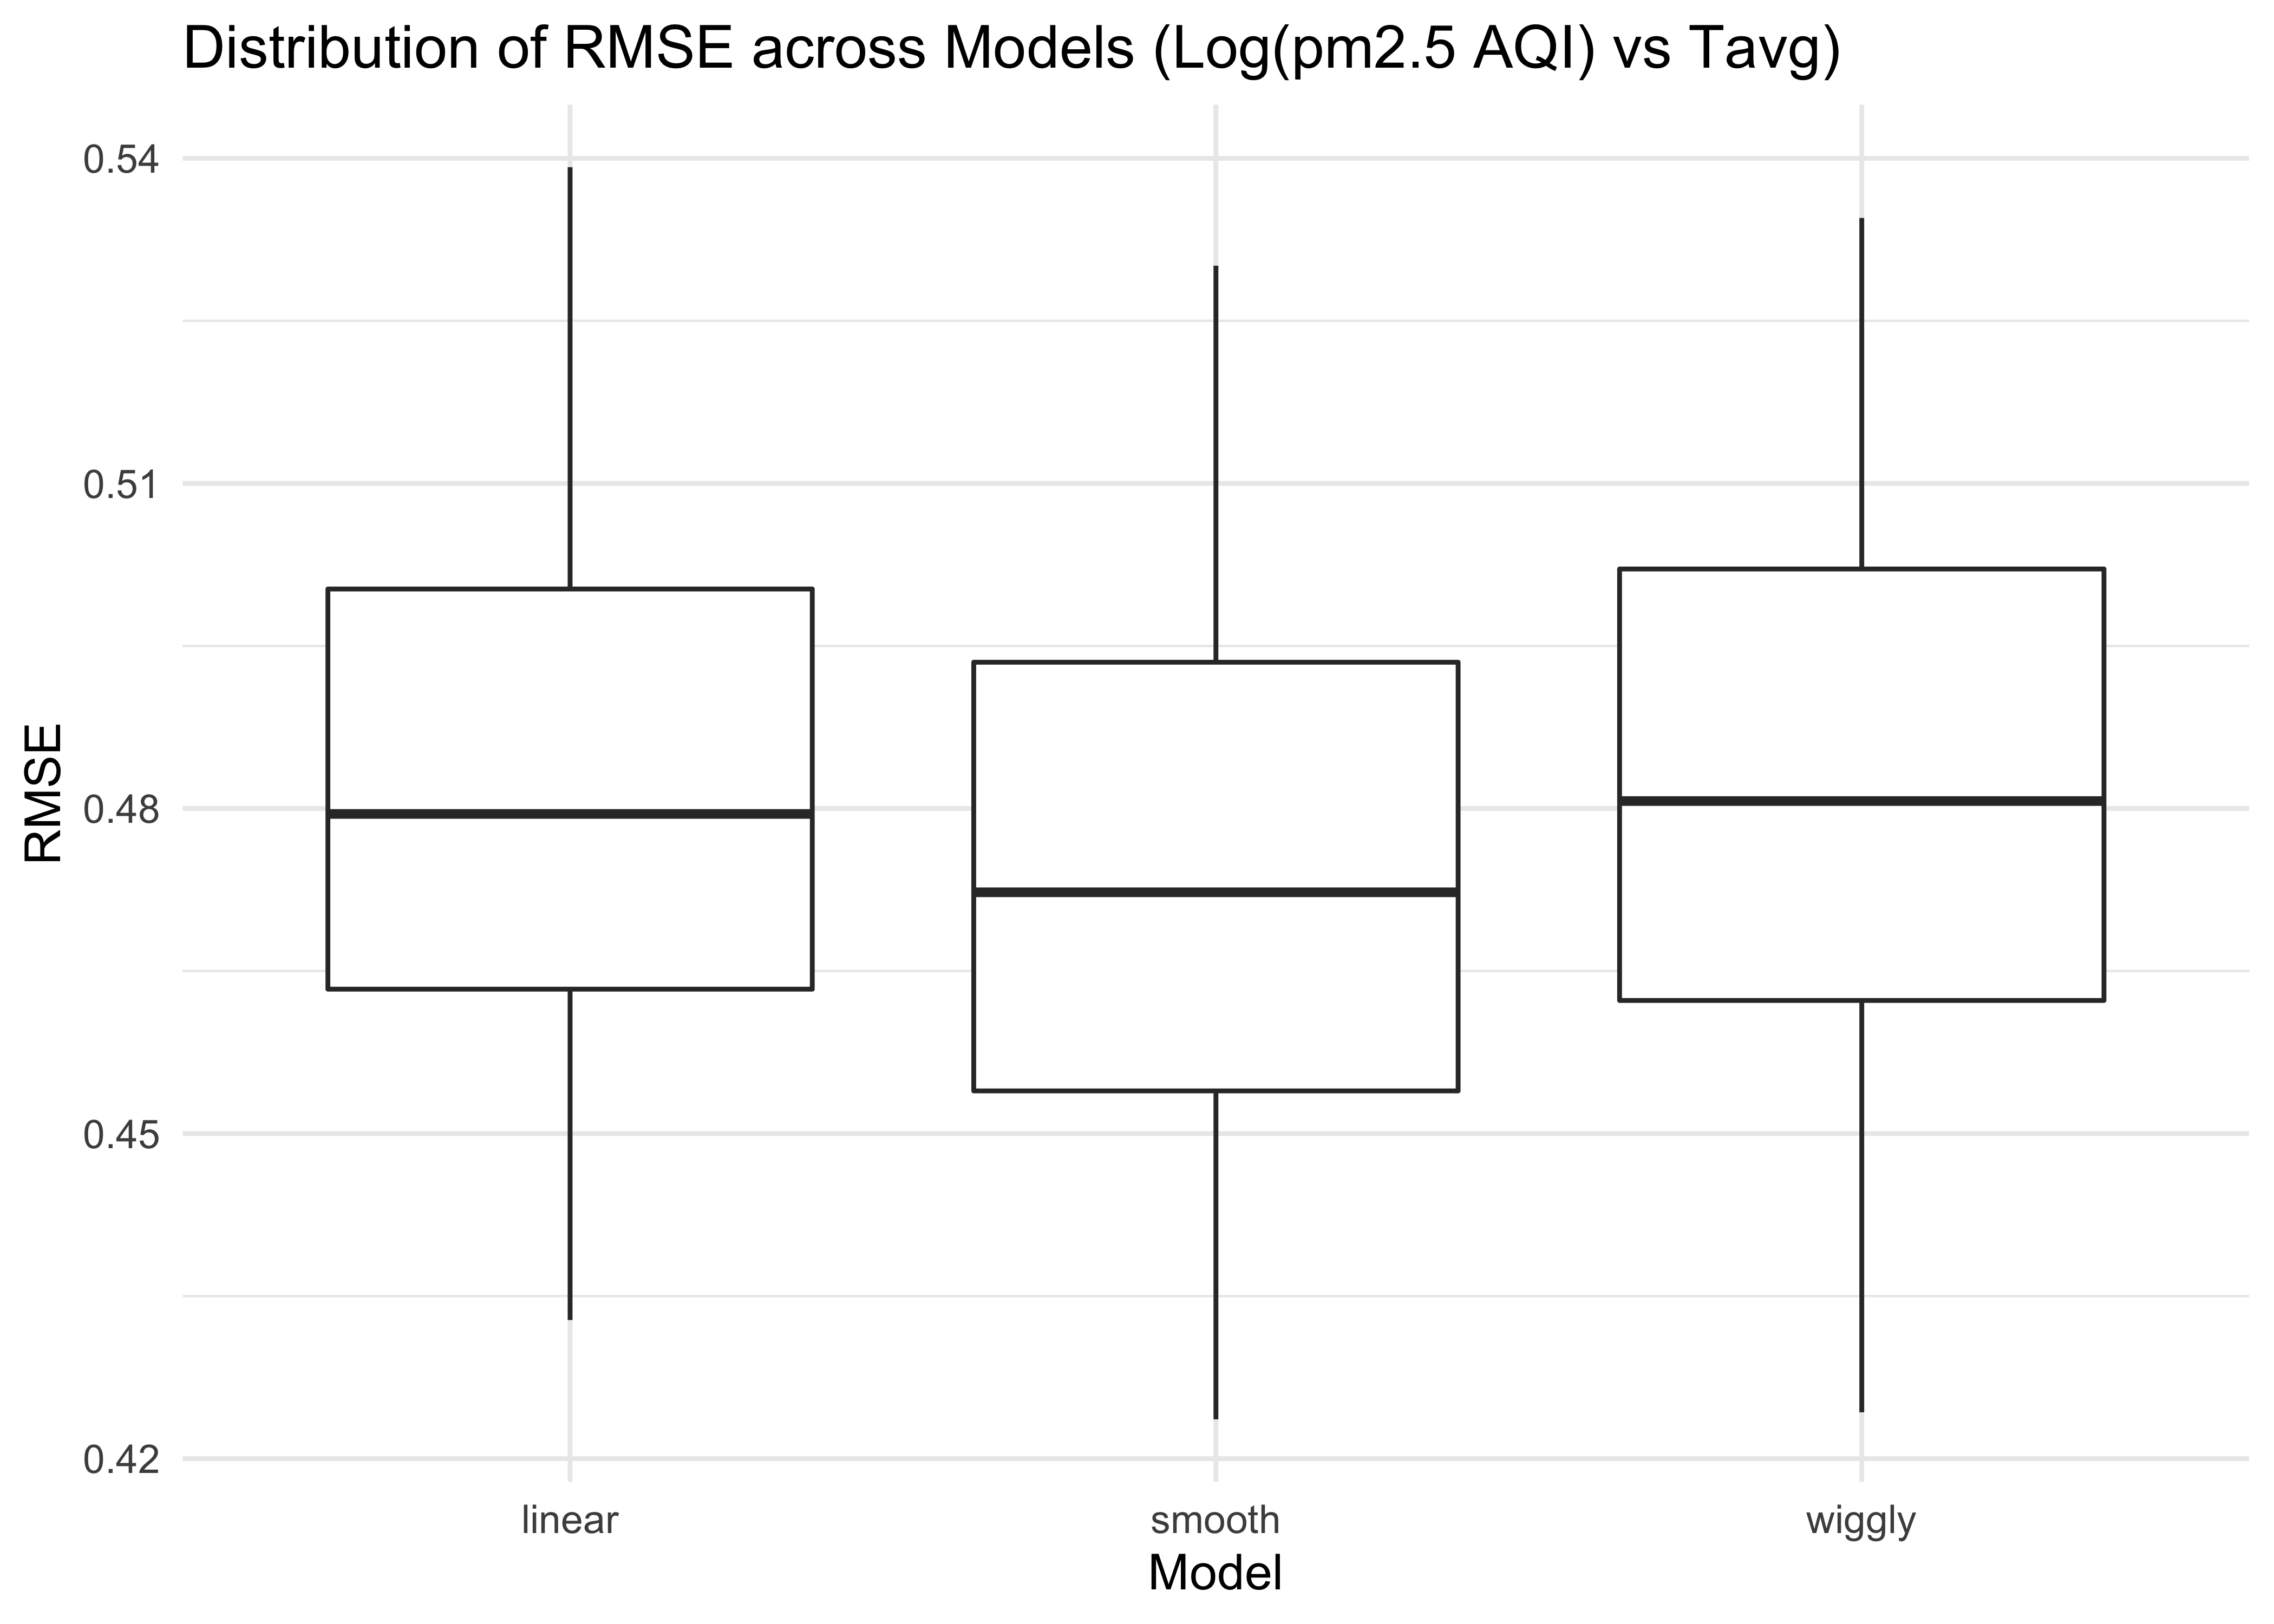 Distribution of RMSE across Models (Log(pm2.5 AQI) vs Tavg)
0.54
0.51
0.48
0.45
0.42
RMSE
linear
smooth
wiggly
Model